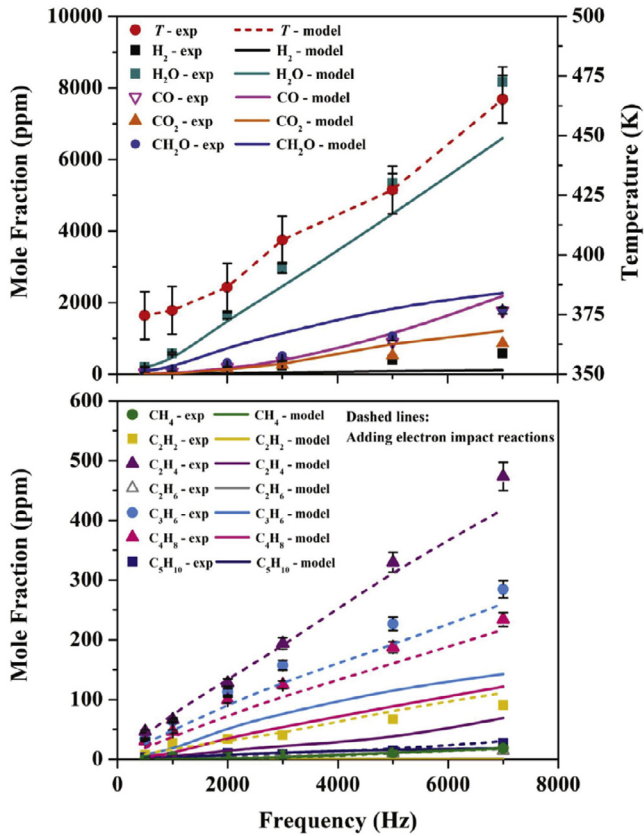 10000
8000
6000
4000
2000
0
Mole Fraction (ppm)
500
475
450
425
400
375
350
Temperature (K)
T - exp T - model
H2 - exp H2 - model
H2O - exp H2O - model
CO - exp CO - model
CO2 - exp CO2 - model
CH2O - exp CH2O - model
600
500
400
300
200
100
0
Mole Fraction (ppm)
CH4 - exp CH4 - model Dashed lines:
C2H2 - exp C2H2 - model Adding electron impact reactions
C2H4 - exp C2H4 - model
C2H6 - exp C2H6 - model
C3H6 - exp C3H6 - model
C4H8 - exp C4H8 - model
C5H10 - exp C5H10 - model
0 2000 4000 6000 8000
Frequency (Hz)